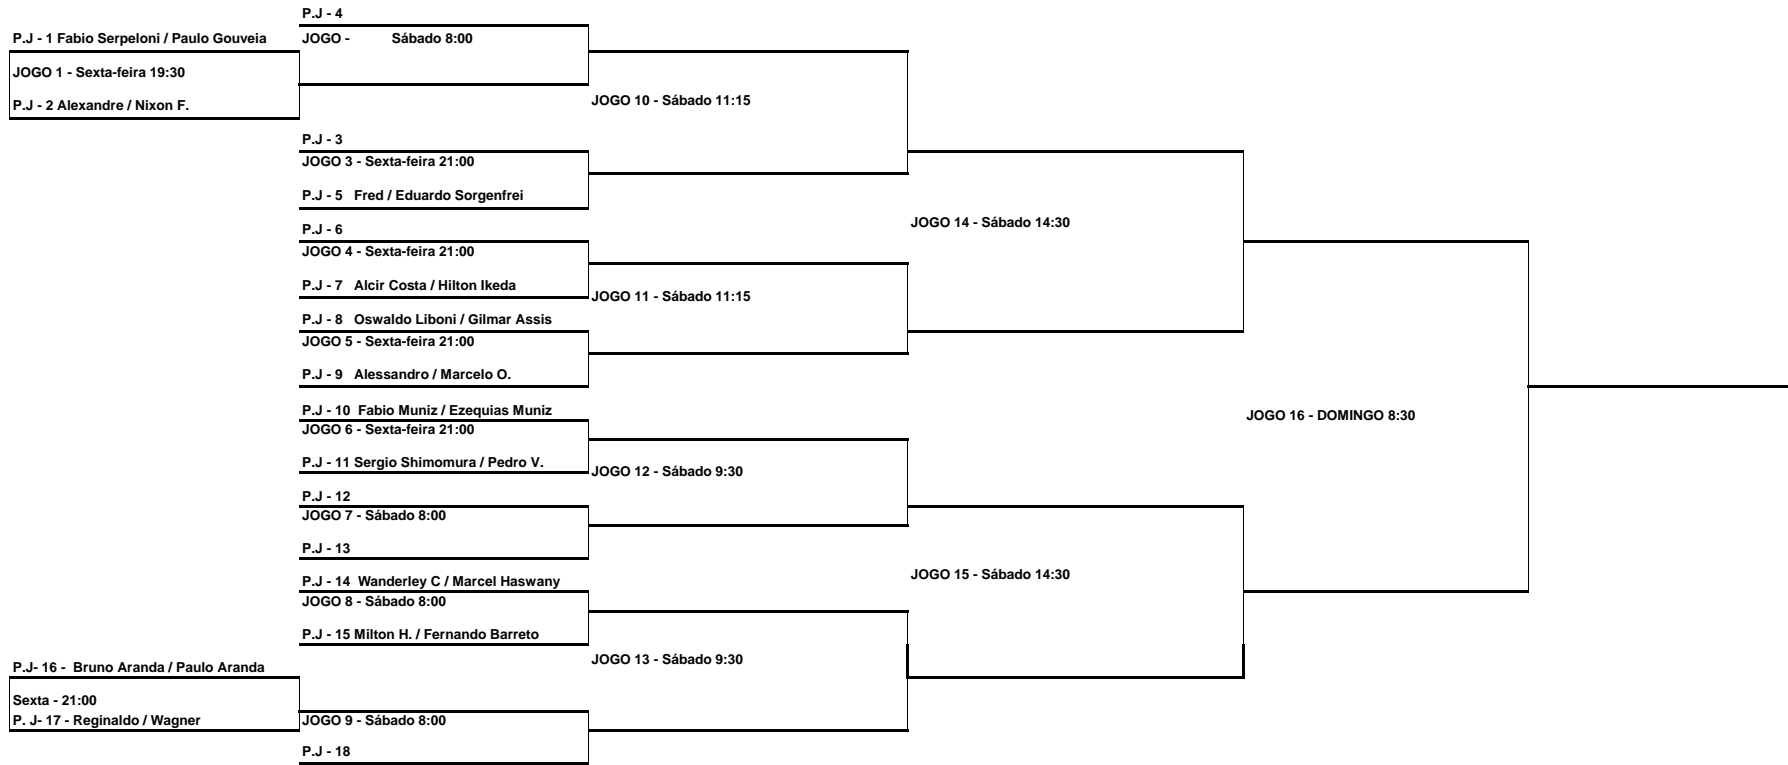 P.J - 4
P.J - 1 Fabio Serpeloni / Paulo Gouveia
JOGO - Sábado 8:00
JOGO 1 - Sexta-feira 19:30
P.J - 2 Alexandre / Nixon F.
JOGO 10 - Sábado 11:15
P.J - 3
JOGO 3 - Sexta-feira 21:00
P.J - 5 Fred / Eduardo Sorgenfrei
JOGO 14 - Sábado 14:30
P.J - 6
JOGO 4 - Sexta-feira 21:00
P.J - 7 Alcir Costa / Hilton Ikeda
JOGO 11 - Sábado 11:15
P.J - 8 Oswaldo Liboni / Gilmar Assis
JOGO 5 - Sexta-feira 21:00
P.J - 9 Alessandro / Marcelo O.
P.J - 10 Fabio Muniz / Ezequias Muniz
JOGO 16 - DOMINGO 8:30
JOGO 6 - Sexta-feira 21:00
P.J - 11 Sergio Shimomura / Pedro V.
JOGO 12 - Sábado 9:30
P.J - 12
JOGO 7 - Sábado 8:00
P.J - 13
P.J - 14 Wanderley C / Marcel Haswany
JOGO 15 - Sábado 14:30
JOGO 8 - Sábado 8:00
P.J - 15 Milton H. / Fernando Barreto
JOGO 13 - Sábado 9:30
P.J- 16 - Bruno Aranda / Paulo Aranda
Sexta - 21:00
P. J- 17 - Reginaldo / Wagner
JOGO 9 - Sábado 8:00
P.J - 18